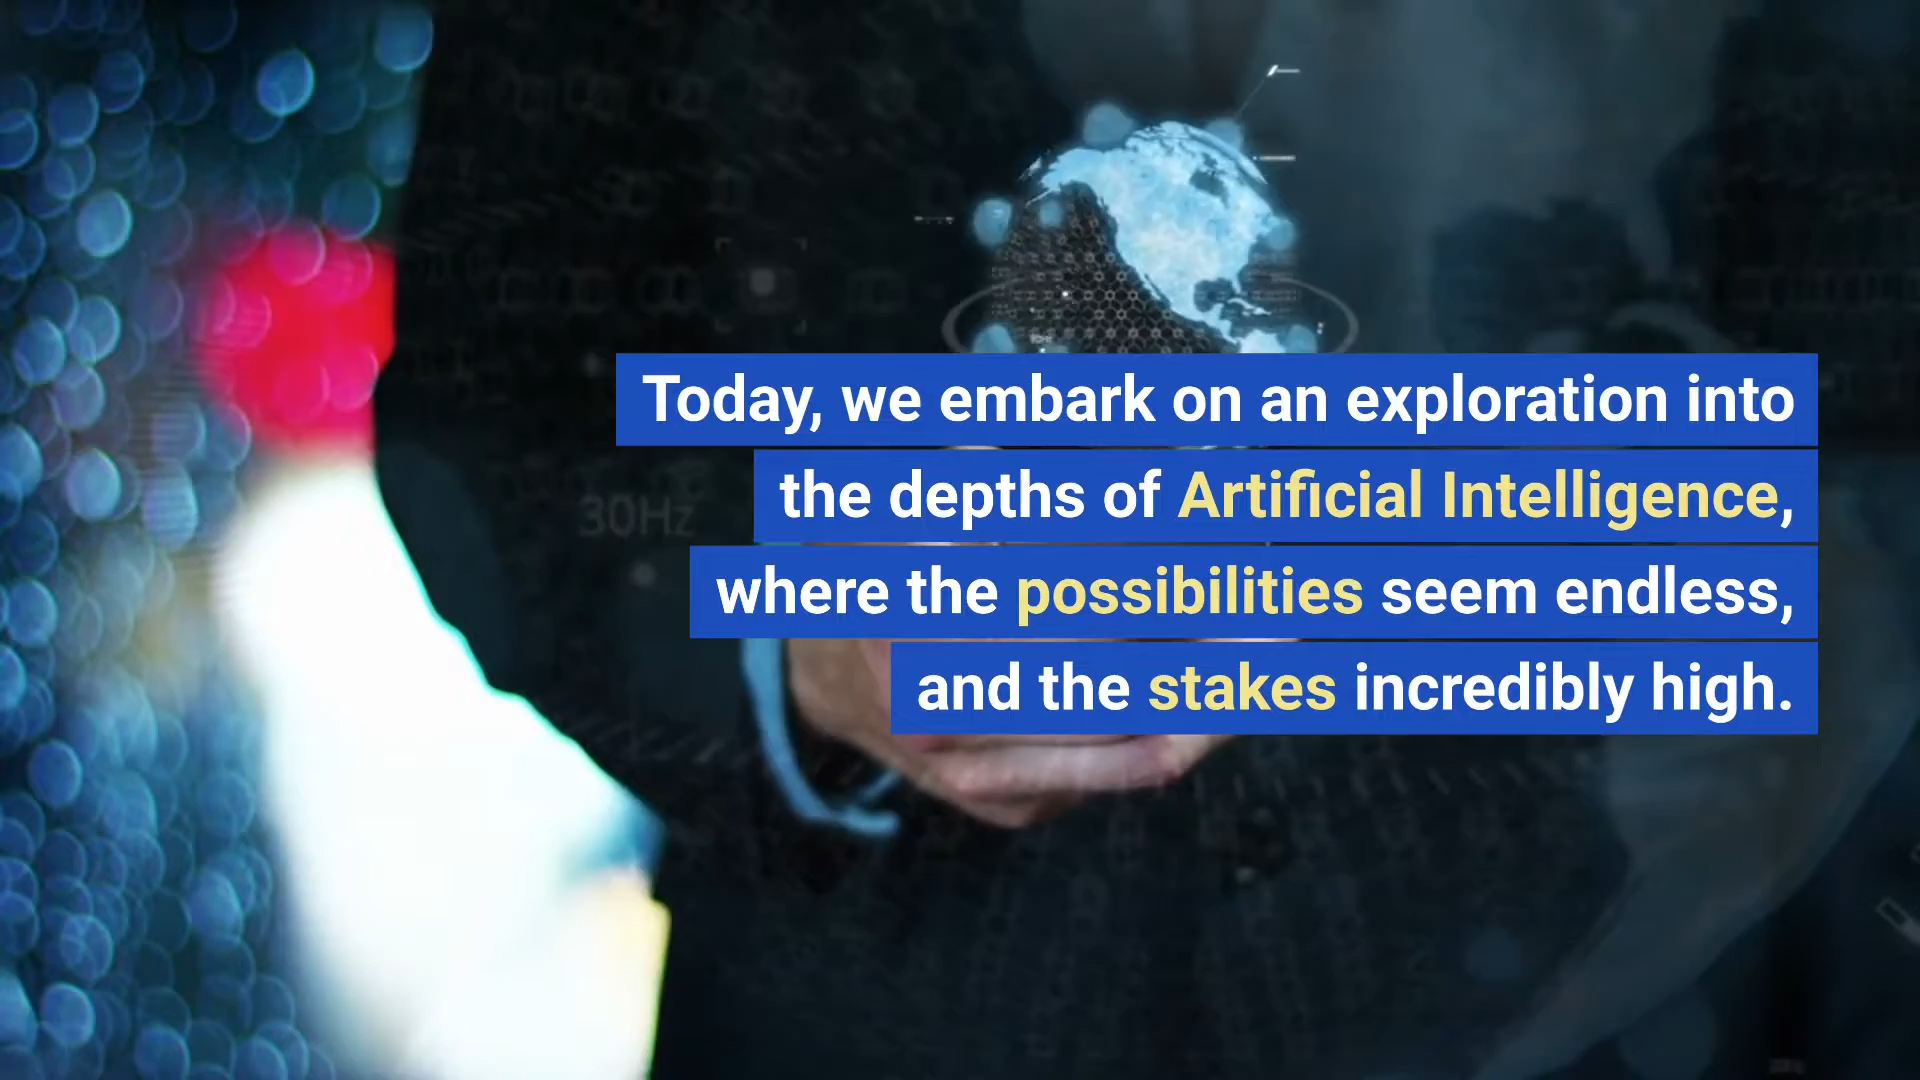 Today, we embark on an exploration into
the depths of Artificial Intelligence,
where the possibilities seem endless,
and the stakes incredibly high.
30Hz